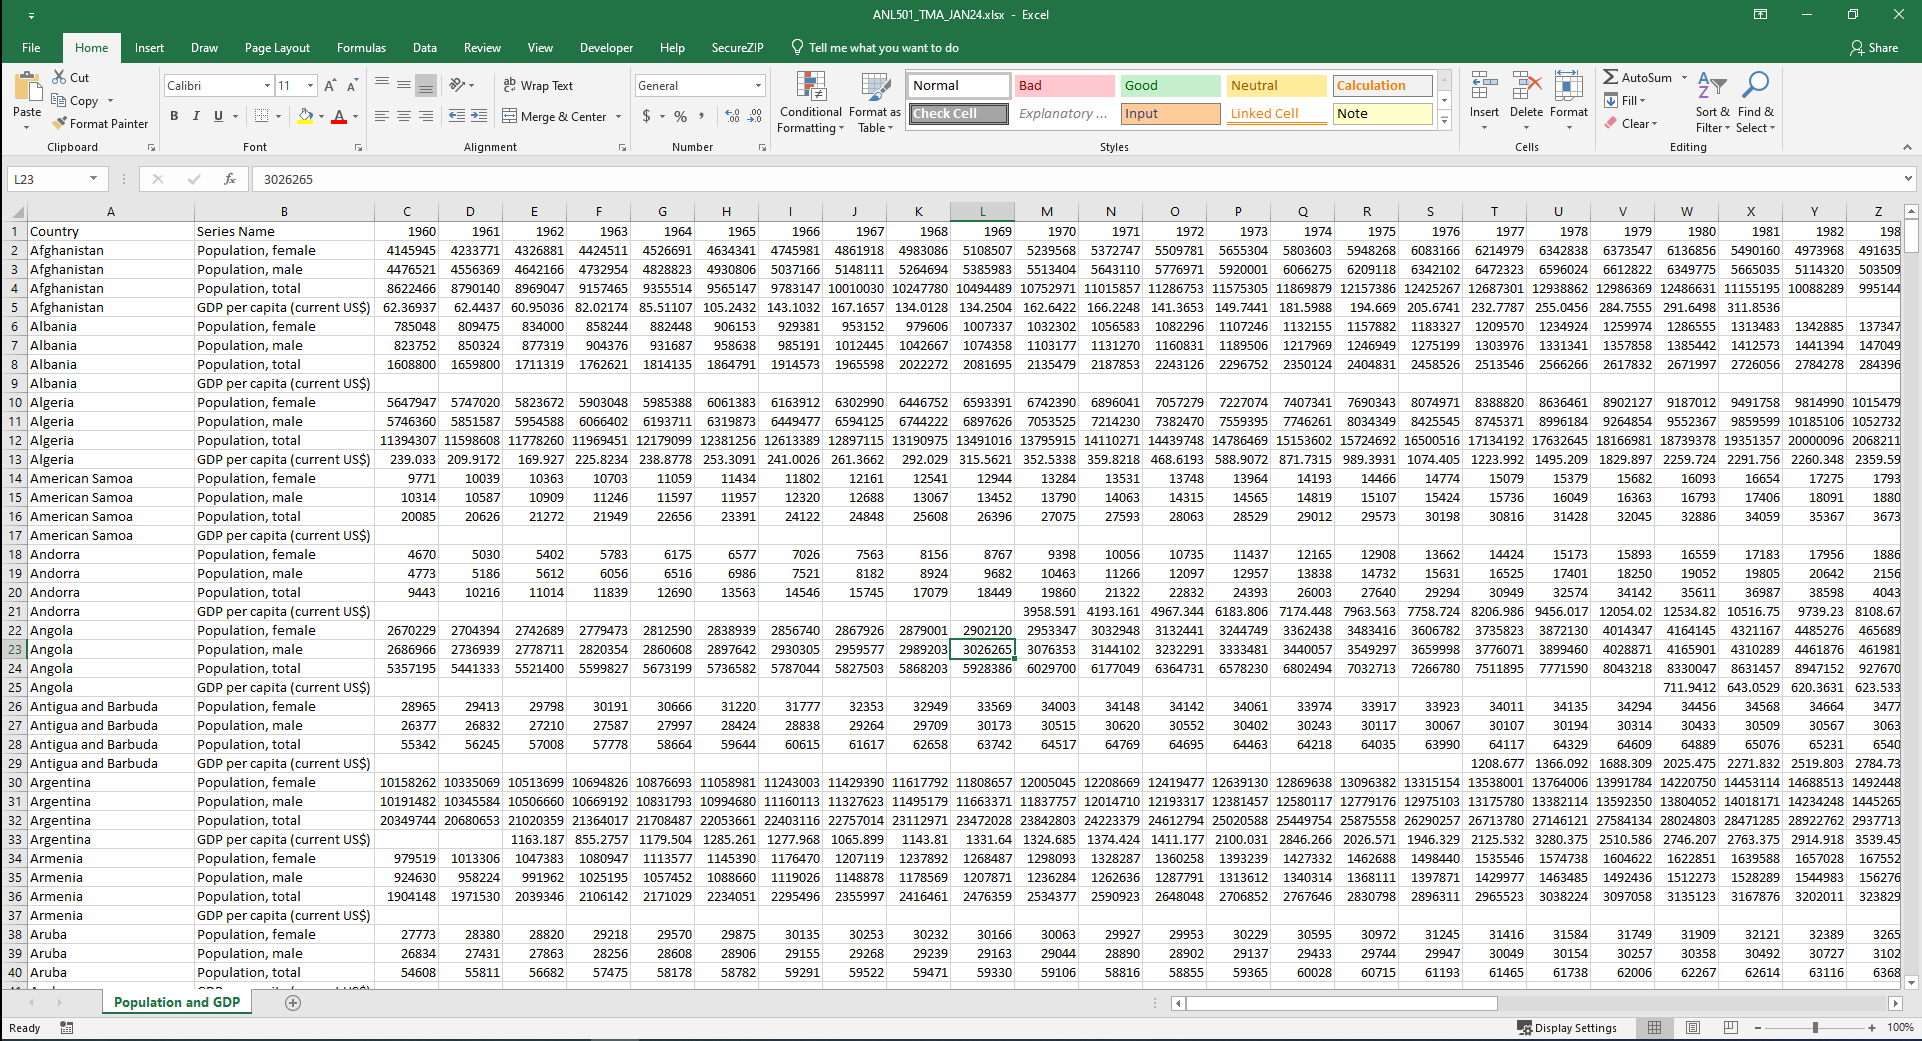 ANL501_TMA_JAN24.xlsx - Excel
File Home Insert Draw Page Layout Formulas Data Review View Developer Help SecureZIP Tell me what you want to do Share
Paste Cut Copy Format Painter Clipboard
Calibri 11 B I U Font
Wrap Text Merge & Center Alignment
General $ % , Number
Conditional Formatting Format as Table Normal Bad Good Neutral Calculation Check Cell Explanatory ... Input Linked Cell Note Styles
Insert Delete Format Cells
AutoSum Fill Clear Sort & Filter Find & Select Editing
L23 fx 3026265
A B C D E F G H I J K L M N O P Q R S T U V W X Y Z
1 Country Series Name 1960 1961 1962 1963 1964 1965 1966 1967 1968 1969 1970 1971 1972 1973 1974 1975 1976 1977 1978 1979 1980 1981 1982 198
2 Afghanistan Population, female 4145945 4233771 4326881 4424511 4526691 4634341 4745981 4861918 4983086 5108507 5239568 5372747 5509781 5655304 5803603 5948268 6083166 6214979 6342838 6373547 6136856 5490160 4973968 491635
3 Afghanistan Population, male 4476521 4556369 4642166 4732954 4828823 4930806 5037166 5148111 5264694 5385983 5513404 5643110 5776971 5920001 6066275 6209118 6342102 6472323 6596024 6612822 6349775 5665035 5114320 503509
4 Afghanistan Population, total 8622466 8790140 8969047 9157465 9355514 9565147 9783147 10010030 10247780 10494489 10752971 11015857 11286753 11575305 11869879 12157386 12425267 12687301 12938862 12986369 12486631 11155195 10088289 995144
5 Afghanistan GDP per capita (current US$) 62.36937 62.4437 60.95036 82.02174 85.51107 105.2432 143.1032 167.1657 134.0128 134.2504 162.6422 166.2248 141.3653 149.7441 181.5988 194.669 205.6741 232.7787 255.0456 284.7555 291.6498 311.8536
6 Albania Population, female 785048 809475 834000 858244 882448 906153 929381 953152 979606 1007337 1032302 1056583 1082296 1107246 1132155 1157882 1183327 1209570 1234924 1259974 1286555 1313483 1342885 137347
7 Albania Population, male 823752 850324 877319 904376 931687 958638 985191 1012445 1042667 1074358 1103177 1131270 1160831 1189506 1217969 1246949 1275199 1303976 1331341 1357858 1385442 1412573 1441394 147049
8 Albania Population, total 1608800 1659800 1711319 1762621 1814135 1864791 1914573 1965598 2022272 2081695 2135479 2187853 2243126 2296752 2350124 2404831 2458526 2513546 2566266 2617832 2671997 2726056 2784278 284396
9 Albania GDP per capita (current US$)
10 Algeria Population, female 5647947 5747020 5823672 5903048 5985388 6061383 6163912 6302990 6446752 6593391 6742390 6896041 7057279 7227074 7407341 7690343 8074971 8388820 8636461 8902127 9187012 9491758 9814990 1015479
11 Algeria Population, male 5746360 5851587 5954588 6066402 6193711 6319873 6449477 6594125 6744222 6897626 7053525 7214230 7382470 7559395 7746261 8034349 8425545 8745371 8996184 9264854 9552367 9859599 10185106 1052732
12 Algeria Population, total 11394307 11598608 11778260 11969451 12179099 12381256 12613389 12897115 13190975 13491016 13795915 14110271 14439748 14786469 15153602 15724692 16500516 17134192 17632645 18166981 18739378 19351357 20000096 2068211
13 Algeria GDP per capita (current US$) 239.033 209.9172 169.927 225.8234 238.8778 253.3091 241.0026 261.3662 292.029 315.5621 352.5338 359.8218 468.6193 588.9072 871.7315 989.3931 1074.405 1223.992 1495.209 1829.897 2259.724 2291.756 2260.348 2359.59
14 American Samoa Population, female 9771 10039 10363 10703 11059 11434 11802 12161 12541 12944 13284 13531 13748 13964 14193 14466 14774 15079 15379 15682 16093 16654 17275 1793
15 American Samoa Population, male 10314 10587 10909 11246 11597 11957 12320 12688 13067 13452 13790 14063 14315 14565 14819 15107 15424 15736 16049 16363 16793 17406 18091 1880
16 American Samoa Population, total 20085 20626 21272 21949 22656 23391 24122 24848 25608 26396 27075 27593 28063 28529 29012 29573 30198 30816 31428 32045 32886 34059 35367 3673
17 American Samoa GDP per capita (current US$)
18 Andorra Population, female 4670 5030 5402 5783 6175 6577 7026 7563 8156 8767 9398 10056 10735 11437 12165 12908 13662 14424 15173 15893 16559 17183 17956 1886
19 Andorra Population, male 4773 5186 5612 6056 6516 6986 7521 8182 8924 9682 10463 11266 12097 12957 13838 14732 15631 16525 17401 18250 19052 19805 20642 2156
20 Andorra Population, total 9443 10216 11014 11839 12690 13563 14546 15745 17079 18449 19860 21322 22832 24393 26003 27640 29294 30949 32574 34142 35611 36987 38598 4043
21 Andorra GDP per capita (current US$) 3958.591 4193.161 4967.344 6183.806 7174.448 7963.563 7758.724 8206.986 9456.017 12054.02 12534.82 10516.75 9739.23 8108.67
22 Angola Population, female 2670229 2704394 2742689 2779473 2812590 2838939 2856740 2867926 2879001 2902120 2953347 3032948 3132441 3244749 3362438 3483416 3606782 3735823 3872130 4014347 4164145 4321167 4485276 465689
23 Angola Population, male 2686966 2736939 2778711 2820354 2860608 2897642 2930305 2959577 2989203 3026265 3076353 3144102 3232291 3333481 3440057 3549297 3659998 3776071 3899460 4028871 4165901 4310289 4461876 461981
24 Angola Population, total 5357195 5441333 5521400 5599827 5673199 5736582 5787044 5827503 5868203 5928386 6029700 6177049 6364731 6578230 6802494 7032713 7266780 7511895 7771590 8043218 8330047 8631457 8947152 927670
25 Angola GDP per capita (current US$) 711.9412 643.0529 620.3631 623.533
26 Antigua and Barbuda Population, female 28965 29413 29798 30191 30666 31220 31777 32353 32949 33569 34003 34148 34142 34061 33974 33917 33923 34011 34135 34294 34456 34568 34664 3477
27 Antigua and Barbuda Population, male 26377 26832 27210 27587 27997 28424 28838 29264 29709 30173 30515 30620 30552 30402 30243 30117 30067 30107 30194 30314 30433 30509 30567 3063
28 Antigua and Barbuda Population, total 55342 56245 57008 57778 58664 59644 60615 61617 62658 63742 64517 64769 64695 64463 64218 64035 63990 64117 64329 64609 64889 65076 65231 6540
29 Antigua and Barbuda GDP per capita (current US$) 1208.677 1366.092 1688.309 2025.475 2271.832 2519.803 2784.73
30 Argentina Population, female 10158262 10335069 10513699 10694826 10876693 11058981 11243003 11429390 11617792 11808657 12005045 12208669 12419477 12639130 12869638 13096382 13315154 13538001 13764006 13991784 14220750 14453114 14688513 1492448
31 Argentina Population, male 10191482 10345584 10506660 10669192 10831793 10994680 11160113 11327623 11495179 11663371 11837757 12014710 12193317 12381457 12580117 12779176 12975103 13175780 13382114 13592350 13804052 14018171 14234248 1445265
32 Argentina Population, total 20349744 20680653 21020359 21364017 21708487 22053661 22403116 22757014 23112971 23472028 23842803 24223379 24612794 25020588 25449754 25875558 26290257 26713780 27146121 27584134 28024803 28471285 28922762 2937713
33 Argentina GDP per capita (current US$) 1163.187 855.2757 1179.504 1285.261 1277.968 1065.899 1143.81 1331.64 1324.685 1374.424 1411.177 2100.031 2846.266 2026.571 1946.329 2125.532 3280.375 2510.586 2746.207 2763.375 2914.918 3539.45
34 Armenia Population, female 979519 1013306 1047383 1080947 1113577 1145390 1176470 1207119 1237892 1268487 1298093 1328287 1360258 1393239 1427332 1462688 1498440 1535546 1574738 1604622 1622851 1639588 1657028 167552
35 Armenia Population, male 924630 958224 991962 1025195 1057452 1088660 1119026 1148878 1178569 1207871 1236284 1262636 1287791 1313612 1340314 1368111 1397871 1429977 1463485 1492436 1512273 1528289 1544983 156276
36 Armenia Population, total 1904148 1971530 2039346 2106142 2171029 2234051 2295496 2355997 2416461 2476359 2534377 2590923 2648048 2706852 2767646 2830798 2896311 2965523 3038224 3097058 3135123 3167876 3202011 323829
37 Armenia GDP per capita (current US$)
38 Aruba Population, female 27773 28380 28820 29218 29570 29875 30135 30253 30232 30166 30063 29927 29953 30229 30595 30972 31245 31416 31584 31749 31909 32121 32389 3265
39 Aruba Population, male 26834 27431 27863 28256 28608 28906 29155 29268 29239 29163 29044 28890 28902 29137 29433 29744 29947 30049 30154 30257 30358 30492 30727 3102
40 Aruba Population, total 54608 55811 56682 57475 58178 58782 59291 59522 59471 59330 59106 58816 58855 59365 60028 60715 61193 61465 61738 62006 62267 62614 63116 6368
Population and GDP
Ready Display Settings 100%